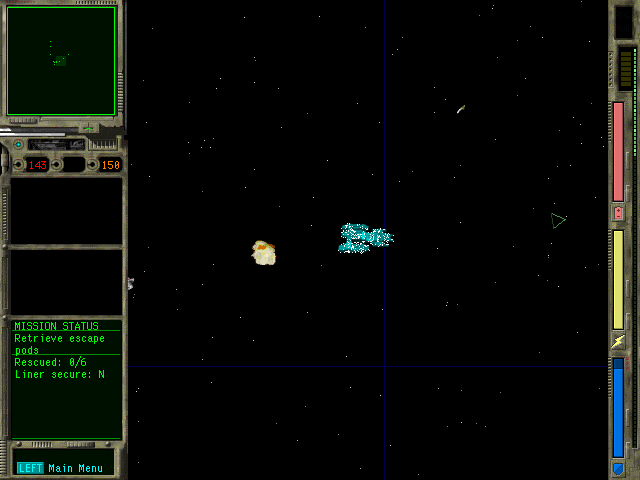 143
150
MISSION STATUS
Retrieve escape
pods
Rescued: 0/6
Liner secure: N
LEFT Main Menu